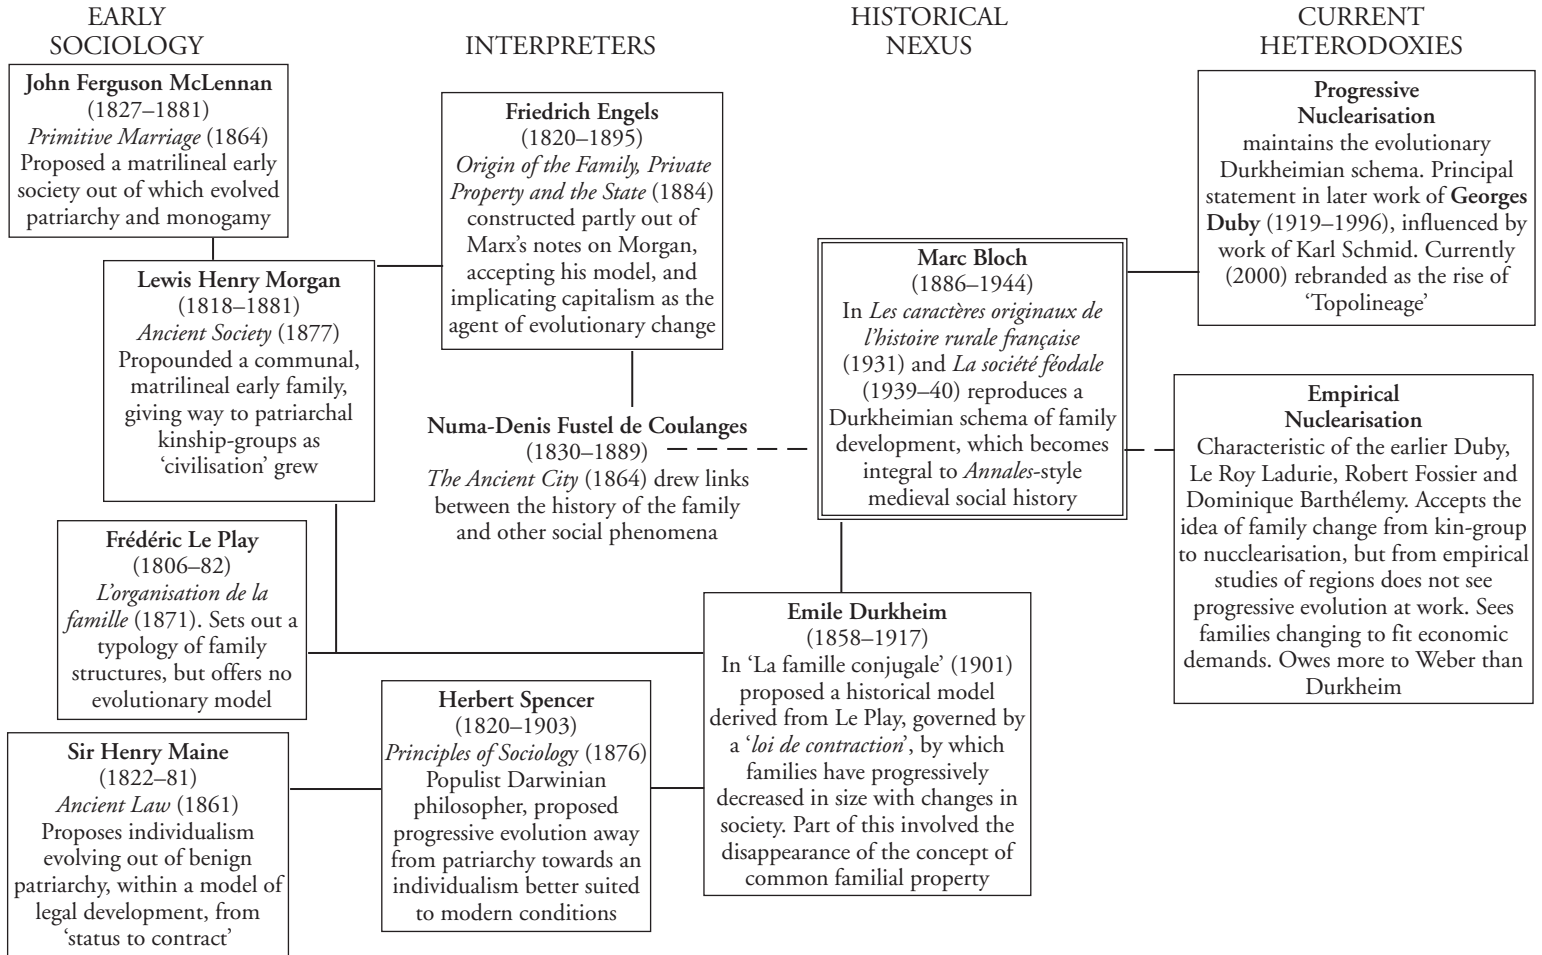 EARLY
SOCIOLOGY
INTERPRETERS
HISTORICAL
NEXUS
CURRENT
HETERODOXIES
John Ferguson McLennan
(1827–1881)
Primitive Marriage (1864)
Proposed a matrilineal early
society out of which evolved
patriarchy and monogamy
Lewis Henry Morgan
(1818–1881)
Ancient Society (1877)
Propounded a communal,
matrilineal early family,
giving way to patriarchal
kinship-groups as
‘civilisation’ grew
Frédéric Le Play
(1806–82)
L’organisation de la
famille (1871). Sets out a
typology of family
structures, but offers no
evolutionary model
Sir Henry Maine
(1822–81)
Ancient Law (1861)
Proposes individualism
evolving out of benign
patriarchy, within a model of
legal development, from
‘status to contract’
Friedrich Engels
(1820–1895)
Origin of the Family, Private
Property and the State (1884)
constructed partly out of
Marx’s notes on Morgan,
accepting his model, and
implicating capitalism as the
agent of evolutionary change
Numa-Denis Fustel de Coulanges
(1830–1889)
The Ancient City (1864) drew links
between the history of the family
and other social phenomena
Herbert Spencer
(1820–1903)
Principles of Sociology (1876)
Populist Darwinian
philosopher, proposed
progressive evolution away
from patriarchy towards an
individualism better suited
to modern conditions
Marc Bloch
(1886–1944)
In Les caractères originaux de
l’histoire rurale française
(1931) and La société féodale
(1939–40) reproduces a
Durkheimian schema of family
development, which becomes
integral to Annales-style
medieval social history
Emile Durkheim
(1858–1917)
In ‘La famille conjugale’ (1901)
proposed a historical model
derived from Le Play, governed by
a ‘loi de contraction’, by which
families have progressively
decreased in size with changes in
society. Part of this involved the
disappearance of the concept of
common familial property
Progressive
Nuclearisation
maintains the evolutionary
Durkheimian schema. Principal
statement in later work of Georges
Duby (1919–1996), influenced by
work of Karl Schmid. Currently
(2000) rebranded as the rise of
‘Topolineage’
Empirical
Nuclearisation
Characteristic of the earlier Duby,
Le Roy Ladurie, Robert Fossier and
Dominique Barthélemy. Accepts the
idea of family change from kin-group
to nucclearisation, but from empirical
studies of regions does not see
progressive evolution at work. Sees
families changing to fit economic
demands. Owes more to Weber than
Durkheim